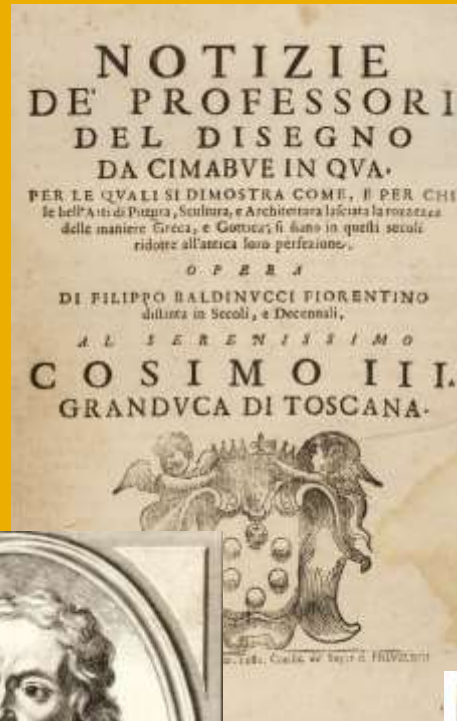 NOTIZIE
DE' PROFESSORI
DEL DISEGNO
DA CIMABVE IN QVA.
PER LE QVALI SI DIMOSTRA COME, E PER CHI
le bell'Arti di Pittura, Scultura, e Architettura lasciata la rozzezza
delle maniere Greca, e Gottica, si siano in questi secoli
ridotte all'antica loro perfezione.
OPERA
DI FILIPPO BALDINVCCI FIORENTINO
distinta in Secoli, e Decennali,
AL SERENISSIMO
COSIMO III.
GRANDVCA DI TOSCANA.